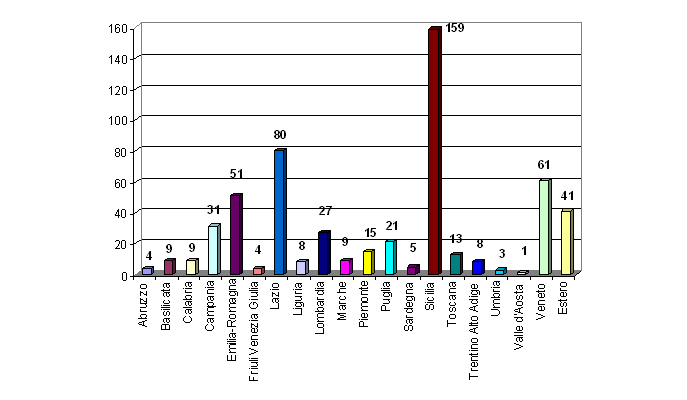 160
140
120
100
80
60
40
20
0
4
9
9
31
51
4
80
8
27
9
15
21
5
159
13
8
3
1
61
41
Abruzzo
Basilicata
Calabria
Campania
Emilia-Romagna
Friuli Venezia Giulia
Lazio
Liguria
Lombardia
Marche
Piemonte
Puglia
Sardegna
Sicilia
Toscana
Trentino Alto Adige
Umbria
Valle d'Aosta
Veneto
Estero